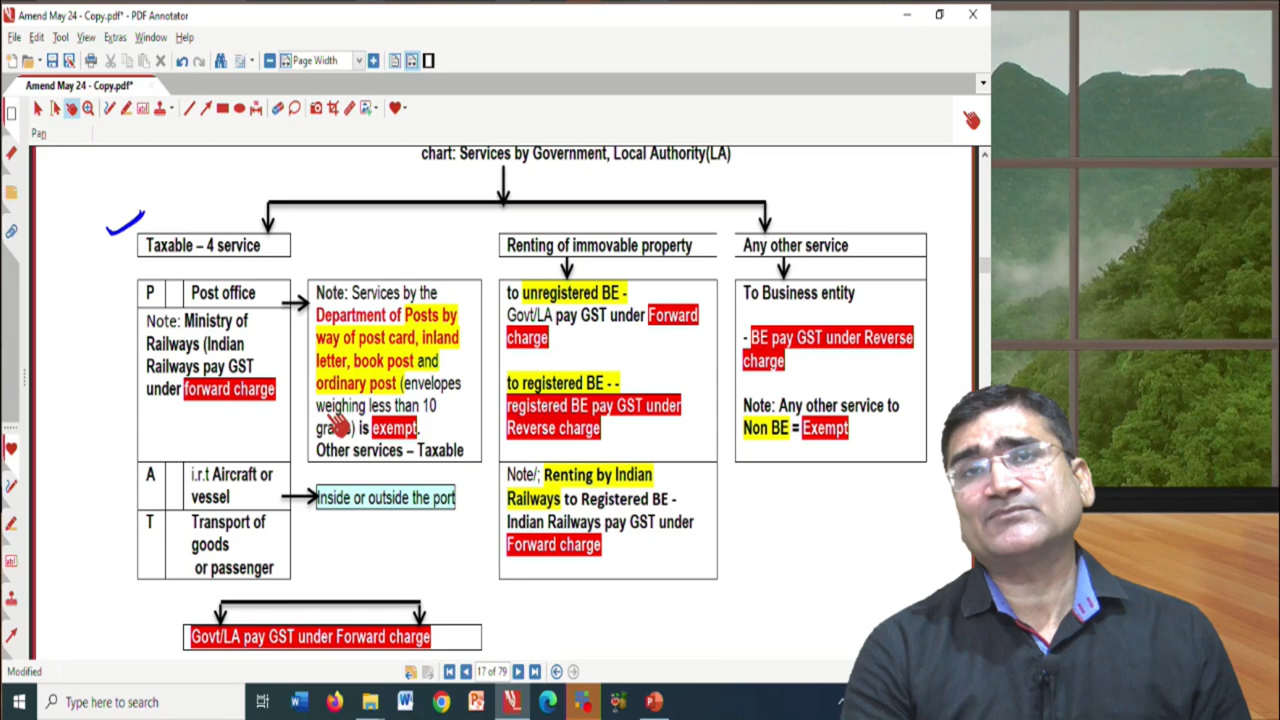 Amend May 24 - Copy.pdf* - PDF Annotator
File Edit Tool View Extras Window Help
Page Width
Amend May 24 - Copy.pdf*
Pan
chart: Services by Government, Local Authority(LA)
Taxable – 4 service
Renting of immovable property
Any other service
P Post office
Note: Ministry of
Railways (Indian
Railways pay GST
under forward charge
Note: Services by the
Department of Posts by
way of post card, inland
letter, book post and
ordinary post (envelopes
weighing less than 10
is exempt.
Other services – Taxable
to unregistered BE -
Govt/LA pay GST under Forward
charge
to registered BE - -
registered BE pay GST under
Reverse charge
To Business entity
- BE pay GST under Reverse
charge
Note: Any other service to
Non BE = Exempt
A i.r.t Aircraft or
vessel
Inside or outside the port
T Transport of
goods
or passenger
Note/; Renting by Indian
Railways to Registered BE -
Indian Railways pay GST under
Forward charge
Govt/LA pay GST under Forward charge
Modified
17 of 79
Type here to search